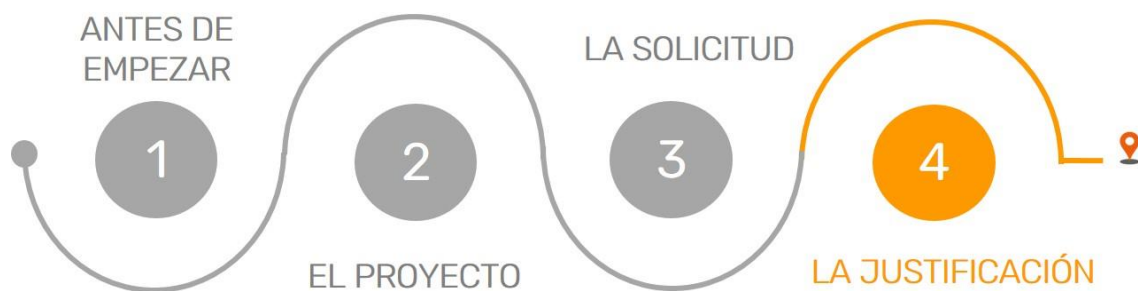 ANTES DE
EMPEZAR
1
2
EL PROYECTO
LA SOLICITUD
3
4
LA JUSTIFICACIÓN